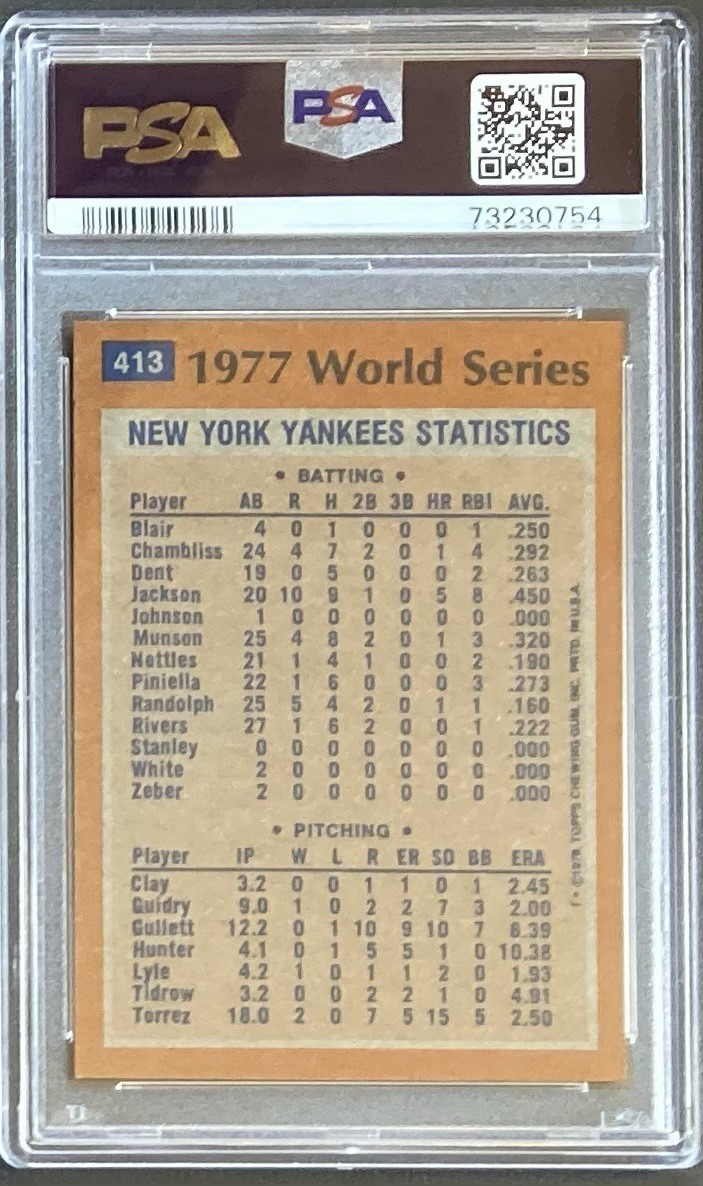 PSA PSA
73230754
413 1977 World Series
NEW YORK YANKEES STATISTICS
• BATTING •
Player AB R H 2B 3B HR RBI AVG.
Blair 4 0 1 0 0 0 1 .250
Chambliss 24 4 7 2 0 1 4 .292
Dent 19 0 5 0 0 0 2 .263
Jackson 20 10 9 1 0 5 8 .450
Johnson 1 0 0 0 0 0 0 .000
Munson 25 4 8 2 0 1 3 .320
Nettles 21 1 4 1 0 0 2 .190
Piniella 22 1 6 0 0 0 3 .273
Randolph 25 5 4 2 0 1 1 .160
Rivers 27 1 6 2 0 0 1 .222
Stanley 0 0 0 0 0 0 0 .000
White 2 0 0 0 0 0 0 .000
Zeber 2 0 0 0 0 0 0 .000
• PITCHING •
Player IP W L R ER SO BB ERA
Clay 3.2 0 0 1 1 0 1 2.45
Guidry 9.0 1 0 2 2 7 3 2.00
Gullett 12.2 0 1 10 9 10 7 6.39
Hunter 4.1 0 1 5 5 1 0 10.38
Lyle 4.2 1 0 1 1 2 0 1.93
Tidrow 3.2 0 0 2 2 1 0 4.91
Torrez 18.0 2 0 7 5 15 5 2.50
©1978 TOPPS CHEWING GUM, INC. PRTD. IN U.S.A.